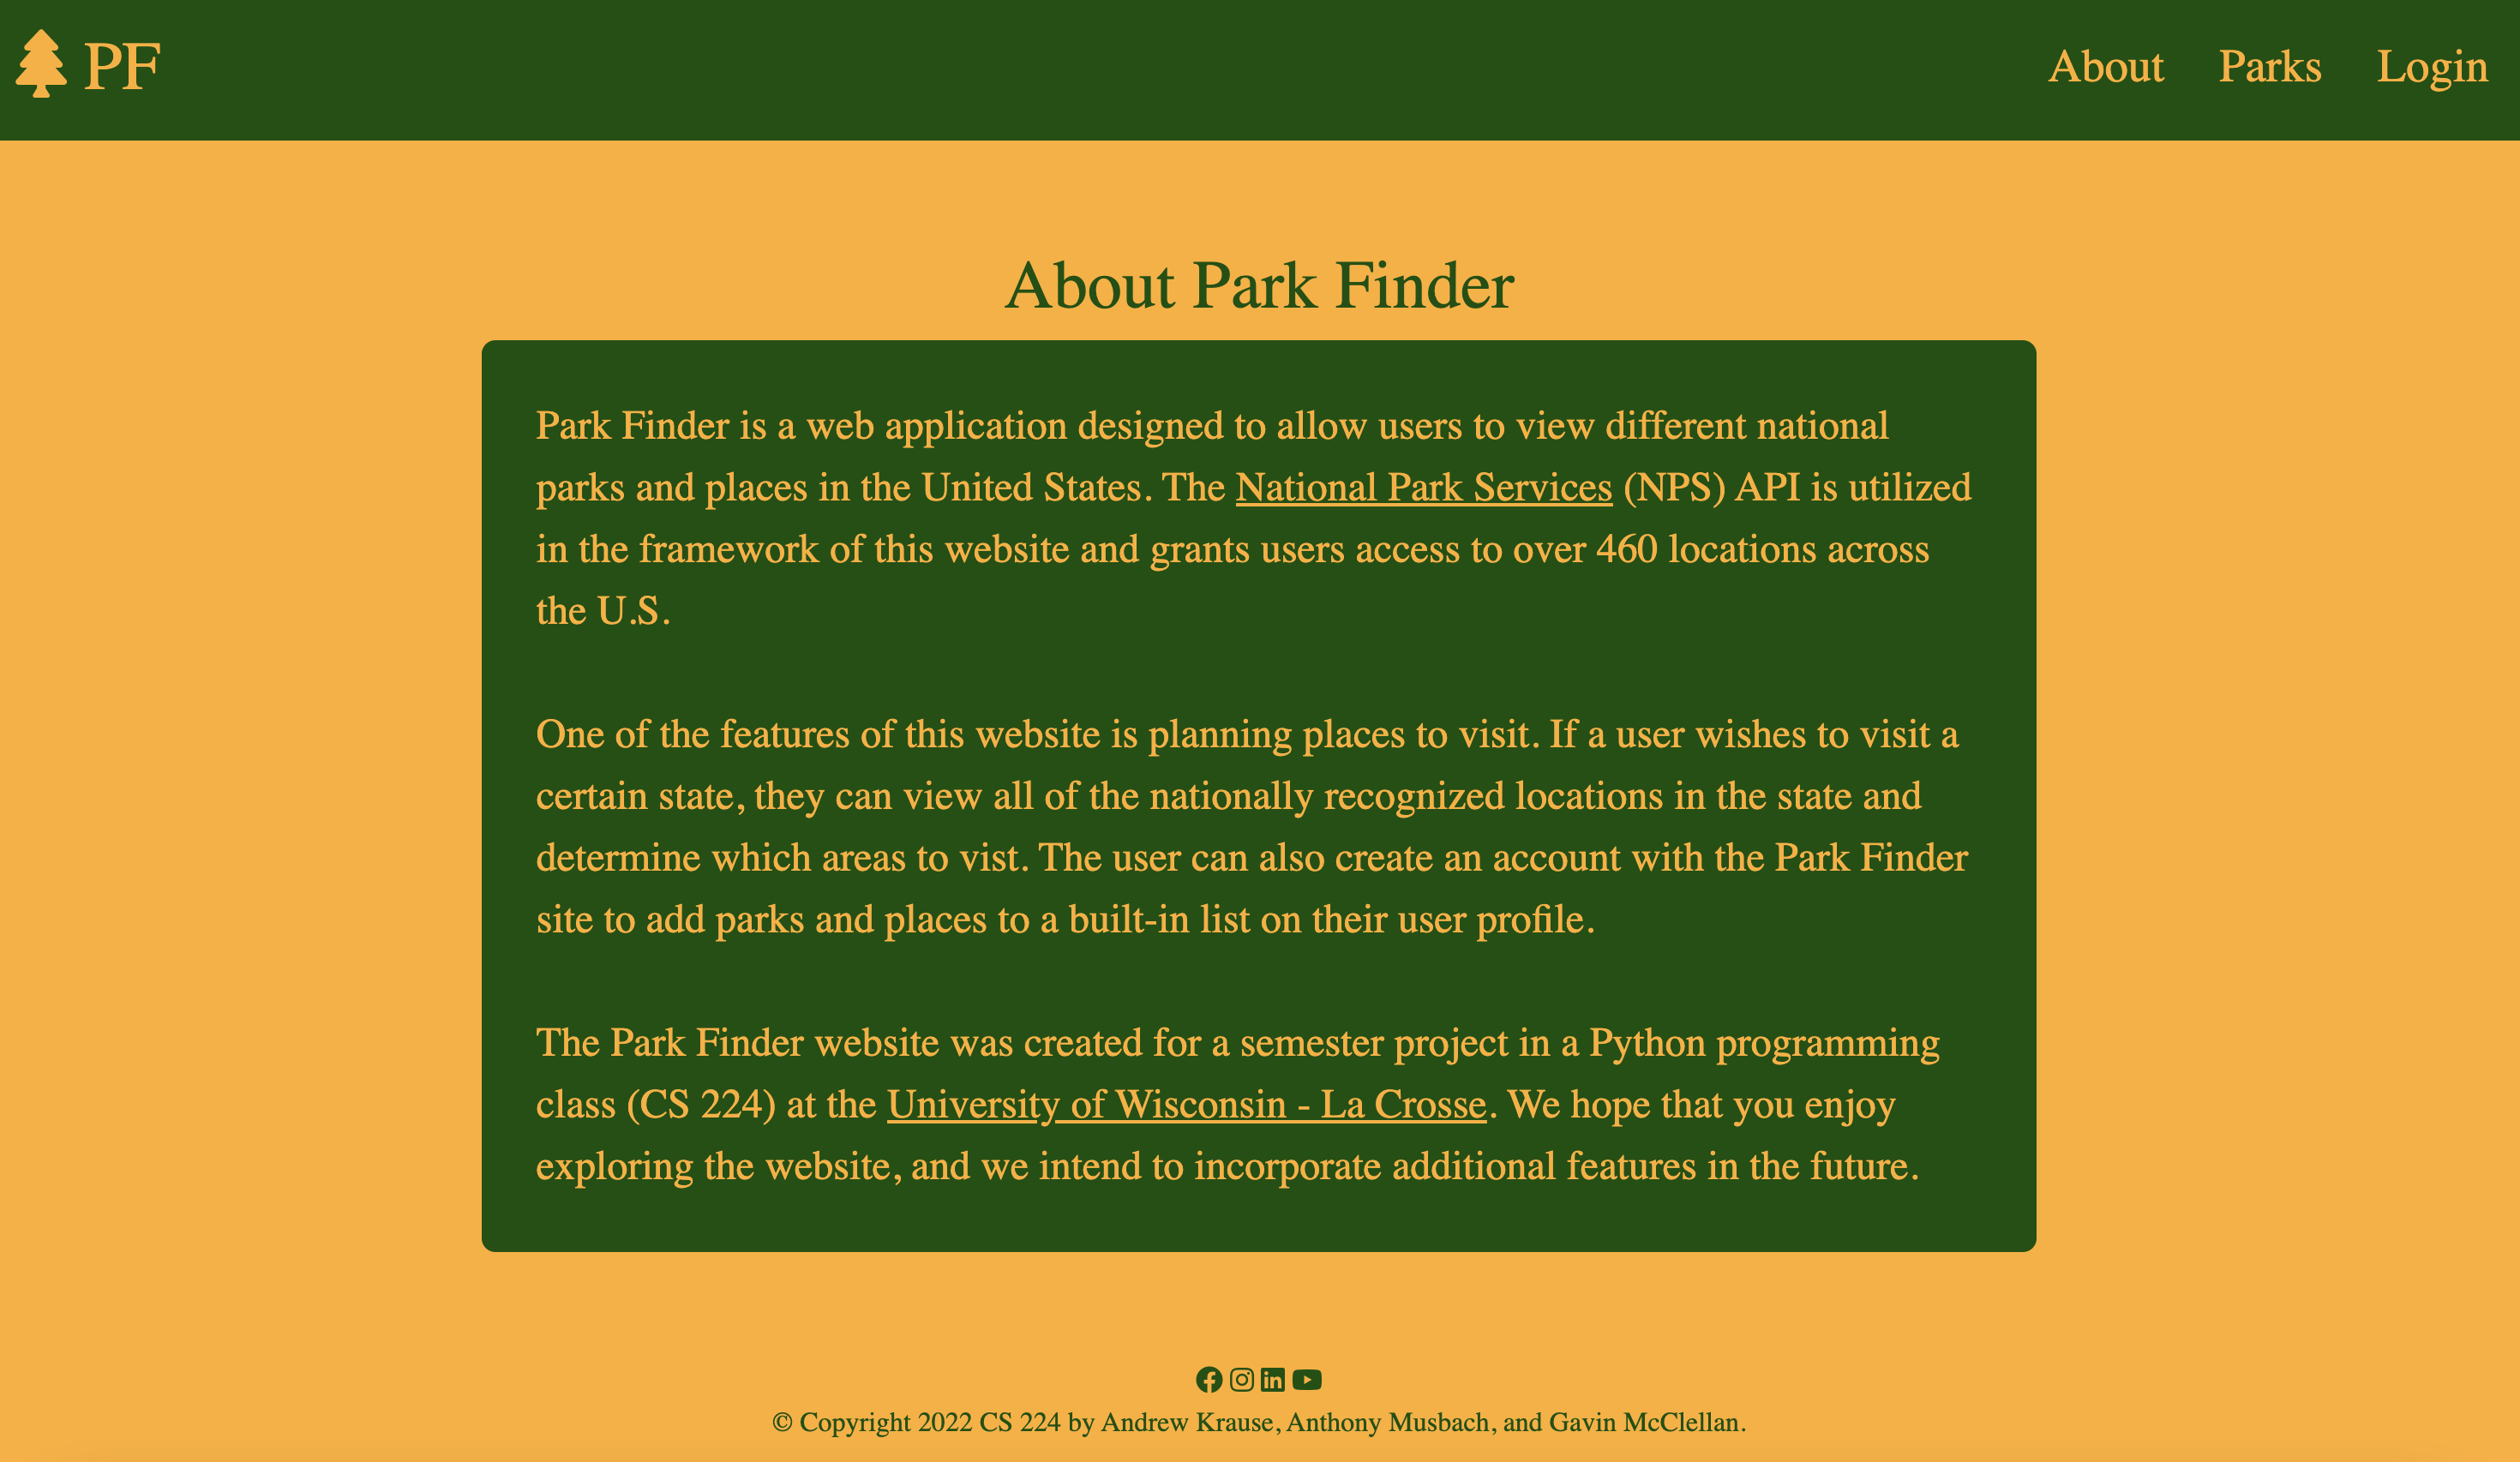 PF
About Parks Login
About Park Finder
Park Finder is a web application designed to allow users to view different national
parks and places in the United States. The National Park Services (NPS) API is utilized
in the framework of this website and grants users access to over 460 locations across
the U.S.
One of the features of this website is planning places to visit. If a user wishes to visit a
certain state, they can view all of the nationally recognized locations in the state and
determine which areas to vist. The user can also create an account with the Park Finder
site to add parks and places to a built-in list on their user profile.
The Park Finder website was created for a semester project in a Python programming
class (CS 224) at the University of Wisconsin - La Crosse. We hope that you enjoy
exploring the website, and we intend to incorporate additional features in the future.
© Copyright 2022 CS 224 by Andrew Krause, Anthony Musbach, and Gavin McClellan.